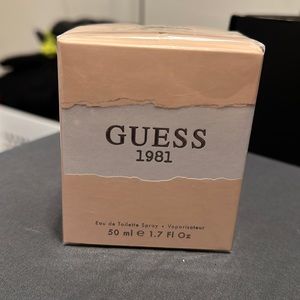 GUESS
1981
Eau de Toilette Spray • Vaporisateur
50 ml ℮ 1.7 Fl Oz